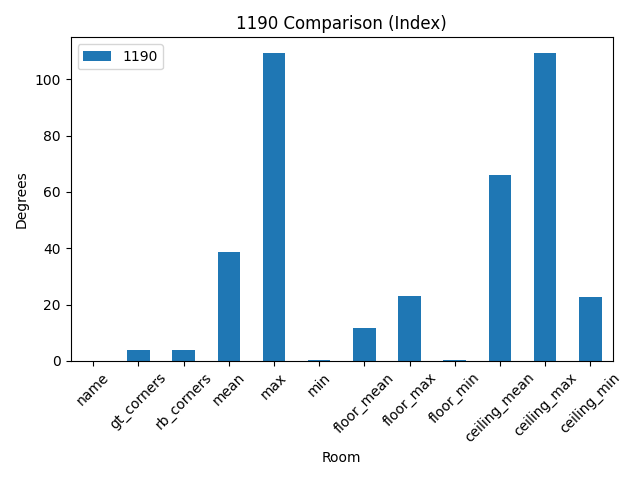 1190 Comparison (Index)
1190
100
80
60
40
20
0
Degrees
name
gt_corners
rb_corners
mean
max
min
floor_mean
floor_max
floor_min
ceiling_mean
ceiling_max
ceiling_min
Room